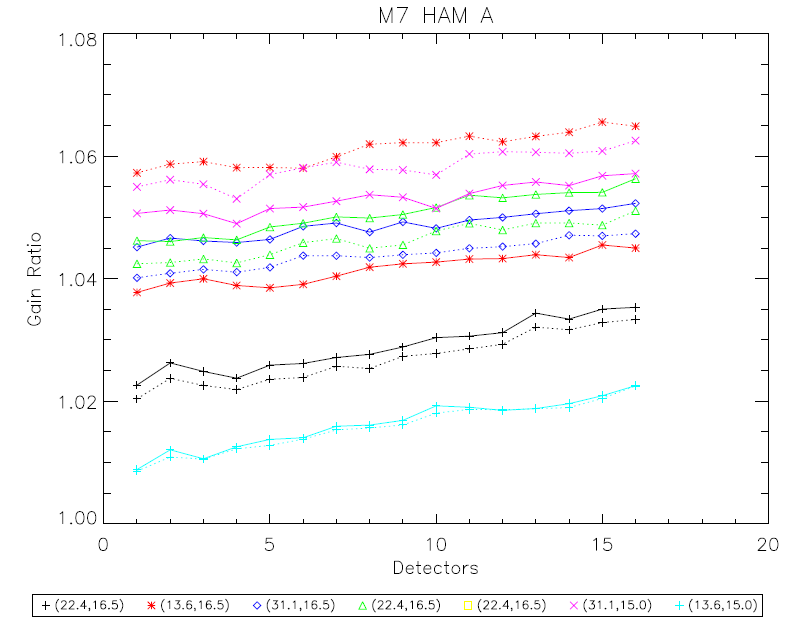 M7 HAM A
1.08
1.06
1.04
1.02
1.00
Gain Ratio
0 5 10 15 20
Detectors
(22.4,16.5) (13.6,16.5) (31.1,16.5) (22.4,16.5) (22.4,16.5) (31.1,15.0) (13.6,15.0)